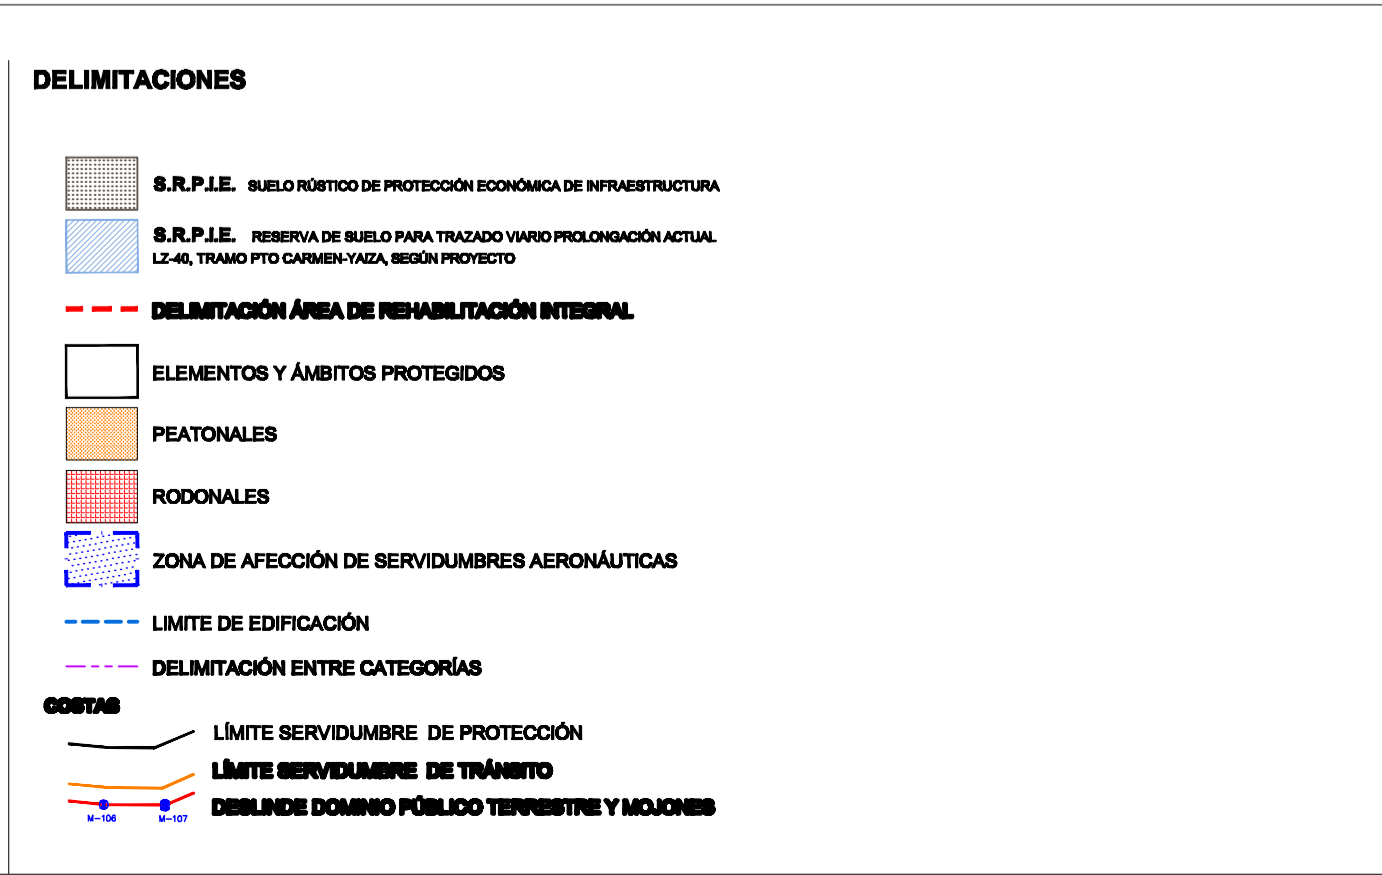 DELIMITACIONES
S.R.P.I.E. SUELO RÚSTICO DE PROTECCIÓN ECONÓMICA DE INFRAESTRUCTURA
S.R.P.I.E. RESERVA DE SUELO PARA TRAZADO VIARIO PROLONGACIÓN ACTUAL
LZ-40, TRAMO PTO CARMEN-YAIZA, SEGÚN PROYECTO
DELIMITACIÓN ÁREA DE REHABILITACIÓN INTEGRAL
ELEMENTOS Y ÁMBITOS PROTEGIDOS
PEATONALES
RODONALES
ZONA DE AFECCIÓN DE SERVIDUMBRES AERONÁUTICAS
LIMITE DE EDIFICACIÓN
DELIMITACIÓN ENTRE CATEGORÍAS
COSTAS
LÍMITE SERVIDUMBRE DE PROTECCIÓN
LÍMITE SERVIDUMBRE DE TRÁNSITO
DESLINDE DOMINIO PÚBLICO TERRESTRE Y MOJONES
M-106 M-107